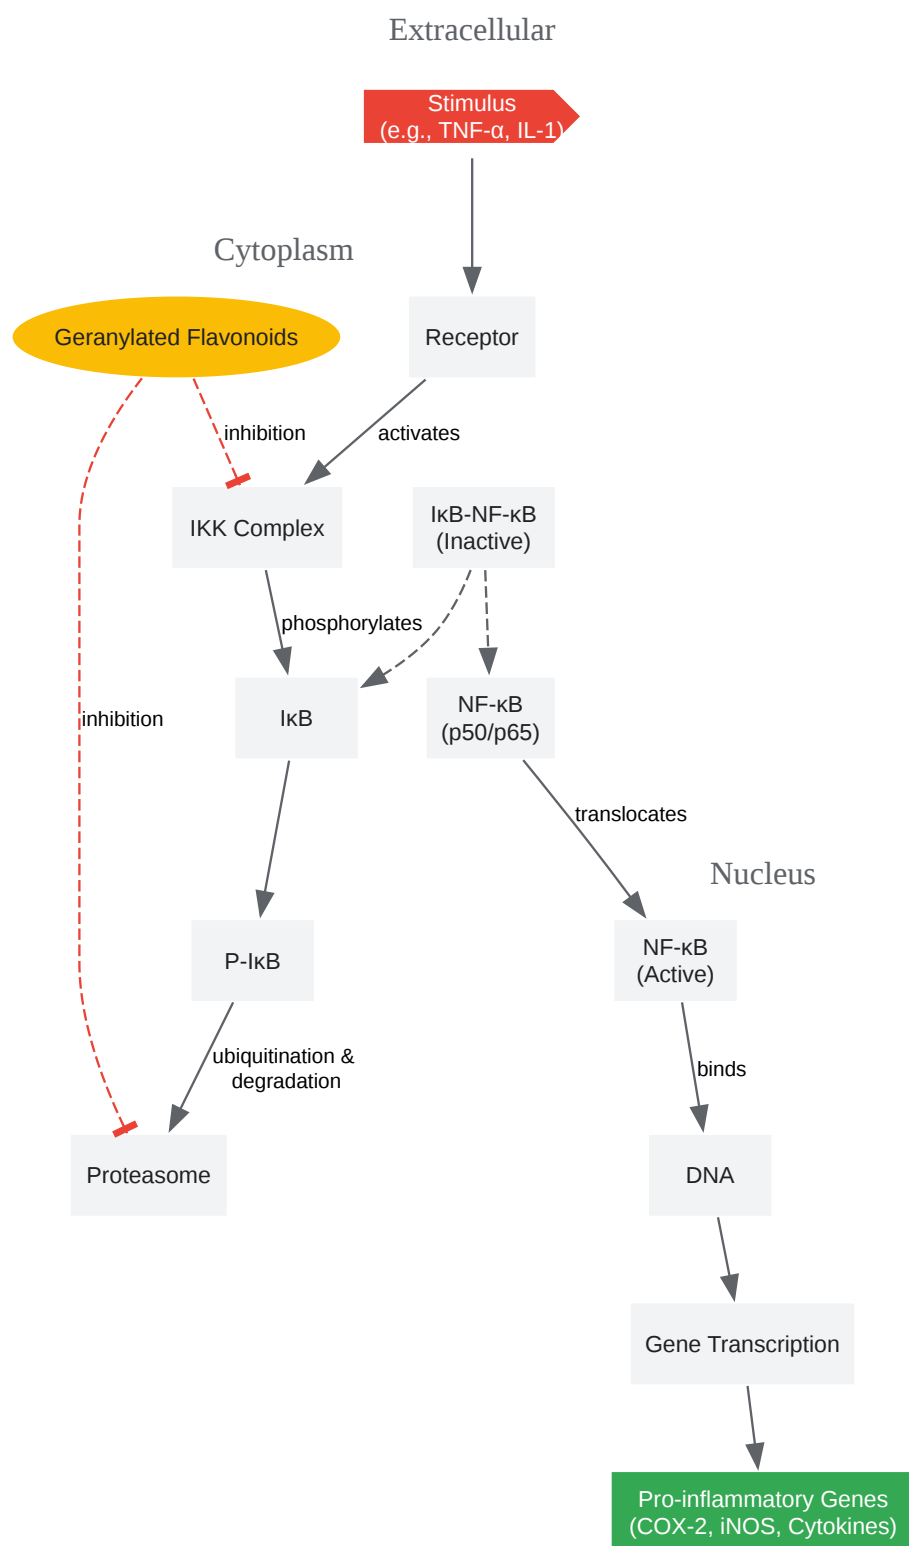 Extracellular
Stimulus
(e.g., TNF-α, IL-1)
Cytoplasm
Geranylated Flavonoids
Receptor
inhibition
activates
IKK Complex
IκB-NF-κB
(Inactive)
phosphorylates
IκB
NF-κB
(p50/p65)
inhibition
translocates
Nucleus
P-IκB
NF-κB
(Active)
ubiquitination &
degradation
binds
Proteasome
DNA
Gene Transcription
Pro-inflammatory Genes
(COX-2, iNOS, Cytokines)